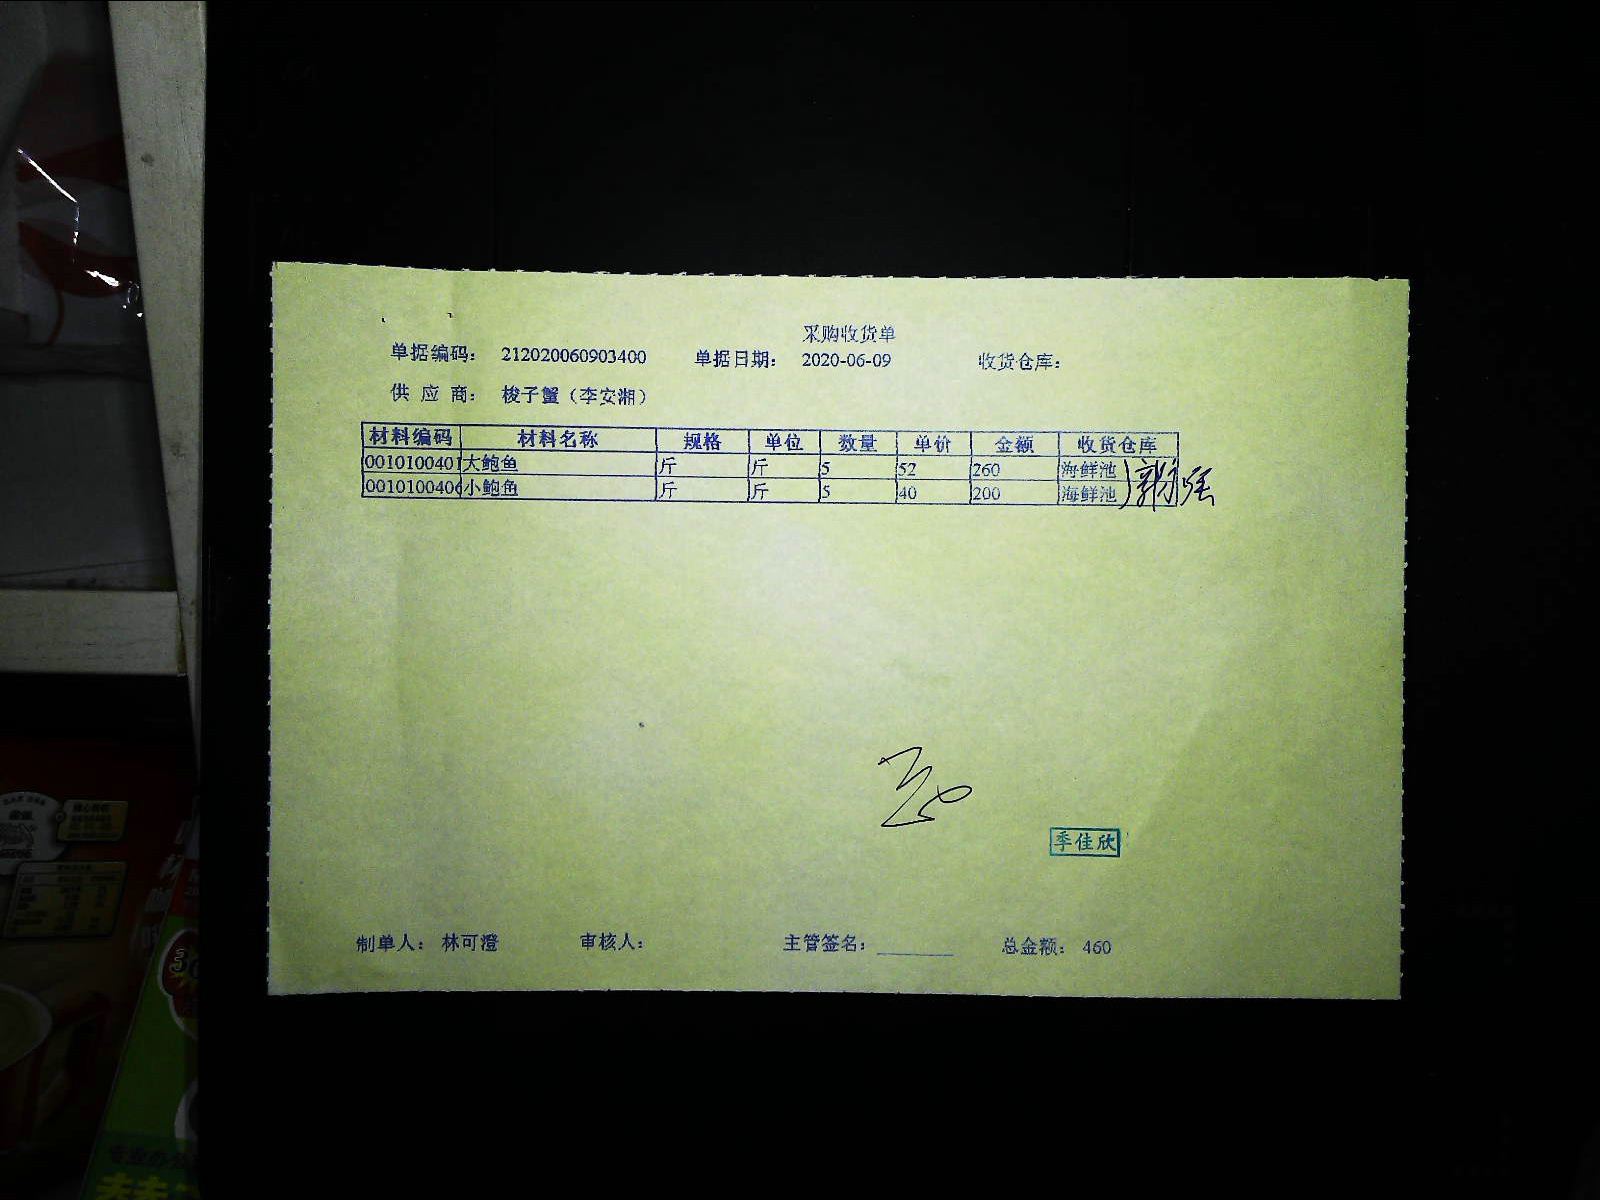 采购收货单
单据编码： 212020060903400 单据日期： 2020-06-09 收货仓库：
供 应 商： 梭子蟹（李安湘）
材料编码 材料名称 规格 单位 数量 单价 金额 收货仓库
0010100401 大鲍鱼 斤 斤 5 52 260 海鲜池
0010100406 小鲍鱼 斤 斤 5 40 200 海鲜池
季佳欣
制单人： 林可澄 审核人： 主管签名： 总金额： 460